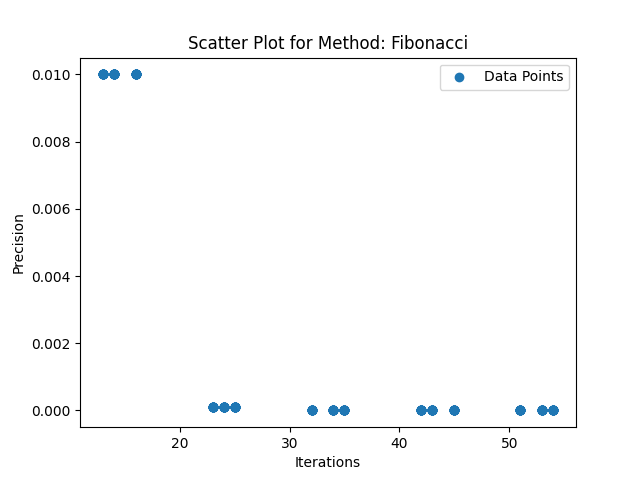 Scatter Plot for Method: Fibonacci
Data Points
0.010
0.008
0.006
0.004
0.002
0.000
Precision
20 30 40 50
Iterations